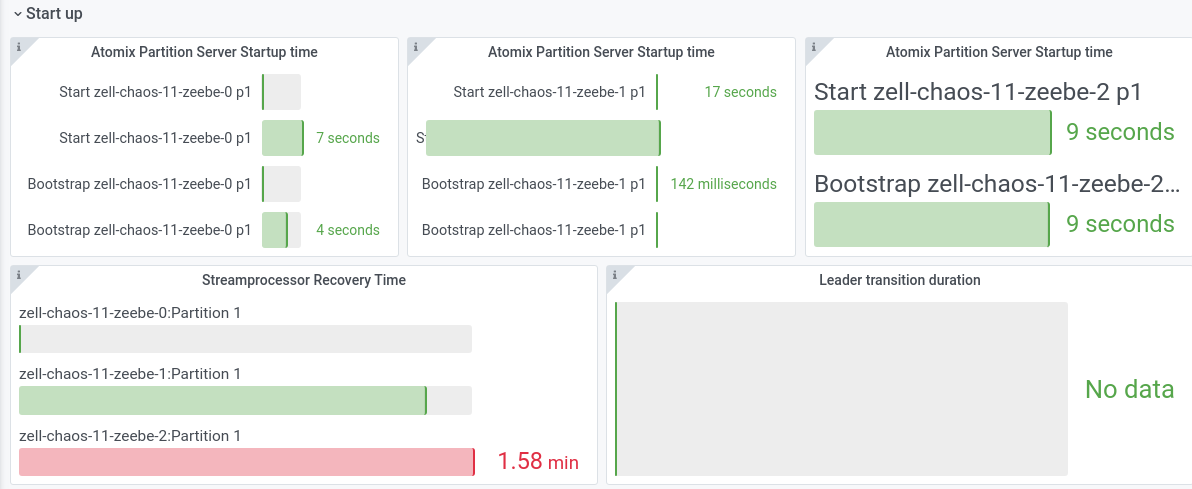 Start up
Atomix Partition Server Startup time
Start zell-chaos-11-zeebe-0 p1
Start zell-chaos-11-zeebe-0 p1
7 seconds
Bootstrap zell-chaos-11-zeebe-0 p1
Bootstrap zell-chaos-11-zeebe-0 p1
4 seconds
Atomix Partition Server Startup time
Start zell-chaos-11-zeebe-1 p1
17 seconds
Bootstrap zell-chaos-11-zeebe-1 p1
142 milliseconds
Bootstrap zell-chaos-11-zeebe-1 p1
Atomix Partition Server Startup time
Start zell-chaos-11-zeebe-2 p1
9 seconds
Bootstrap zell-chaos-11-zeebe-2…
9 seconds
Streamprocessor Recovery Time
zell-chaos-11-zeebe-0:Partition 1
zell-chaos-11-zeebe-1:Partition 1
zell-chaos-11-zeebe-2:Partition 1
1.58 min
Leader transition duration
No data